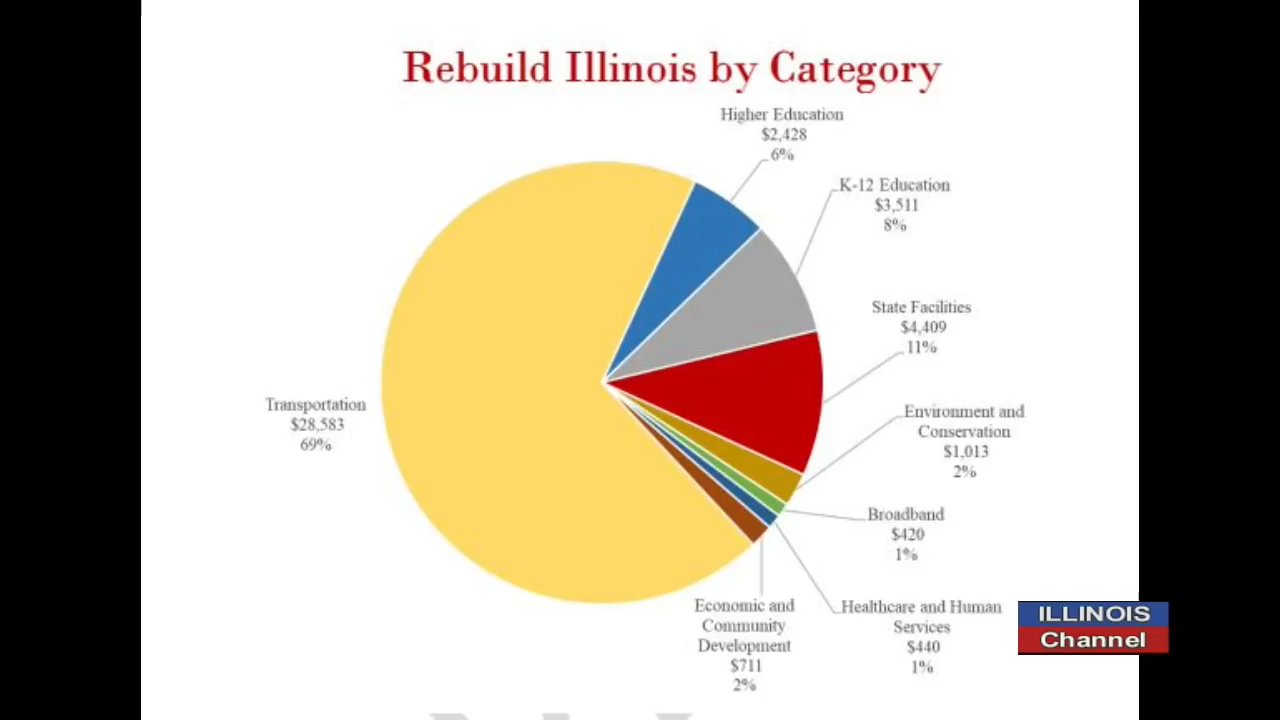 Rebuild Illinois by Category
Higher Education
$2,428
6%
K-12 Education
$3,511
8%
State Facilities
$4,409
11%
Transportation
$28,583
69%
Environment and
Conservation
$1,013
2%
Broadband
$420
1%
Economic and
Community
Development
$711
2%
Healthcare and Human
Services
$440
1%
ILLINOIS
Channel